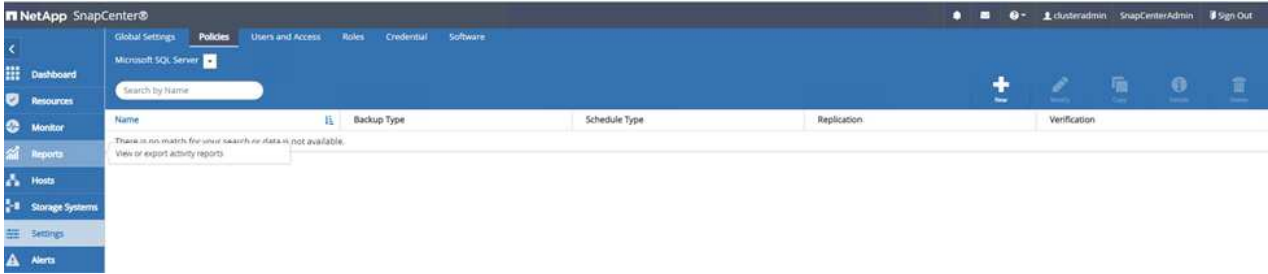 NetApp SnapCenter®
clusteradmin SnapCenterAdmin Sign Out
Global Settings Policies Users and Access Roles Credential Software
Microsoft SQL Server
Search by Name
New Modify Copy Details Delete
Name Backup Type Schedule Type Replication Verification
There is no match for your search or data is not available.
View or export activity reports
Dashboard
Resources
Monitor
Reports
Hosts
Storage Systems
Settings
Alerts